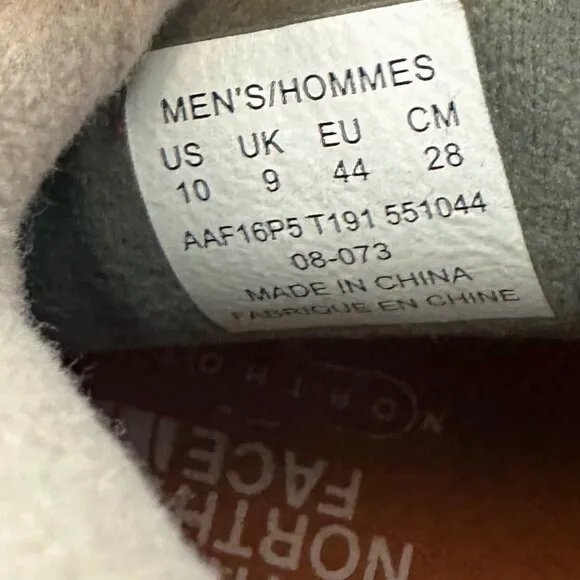 MEN'S/HOMMES
US UK EU CM
10 9 44 28
AAF16P5 T191 551044
08-073
MADE IN CHINA
FABRIQUE EN CHINE
NORTH
FACE
NORTH